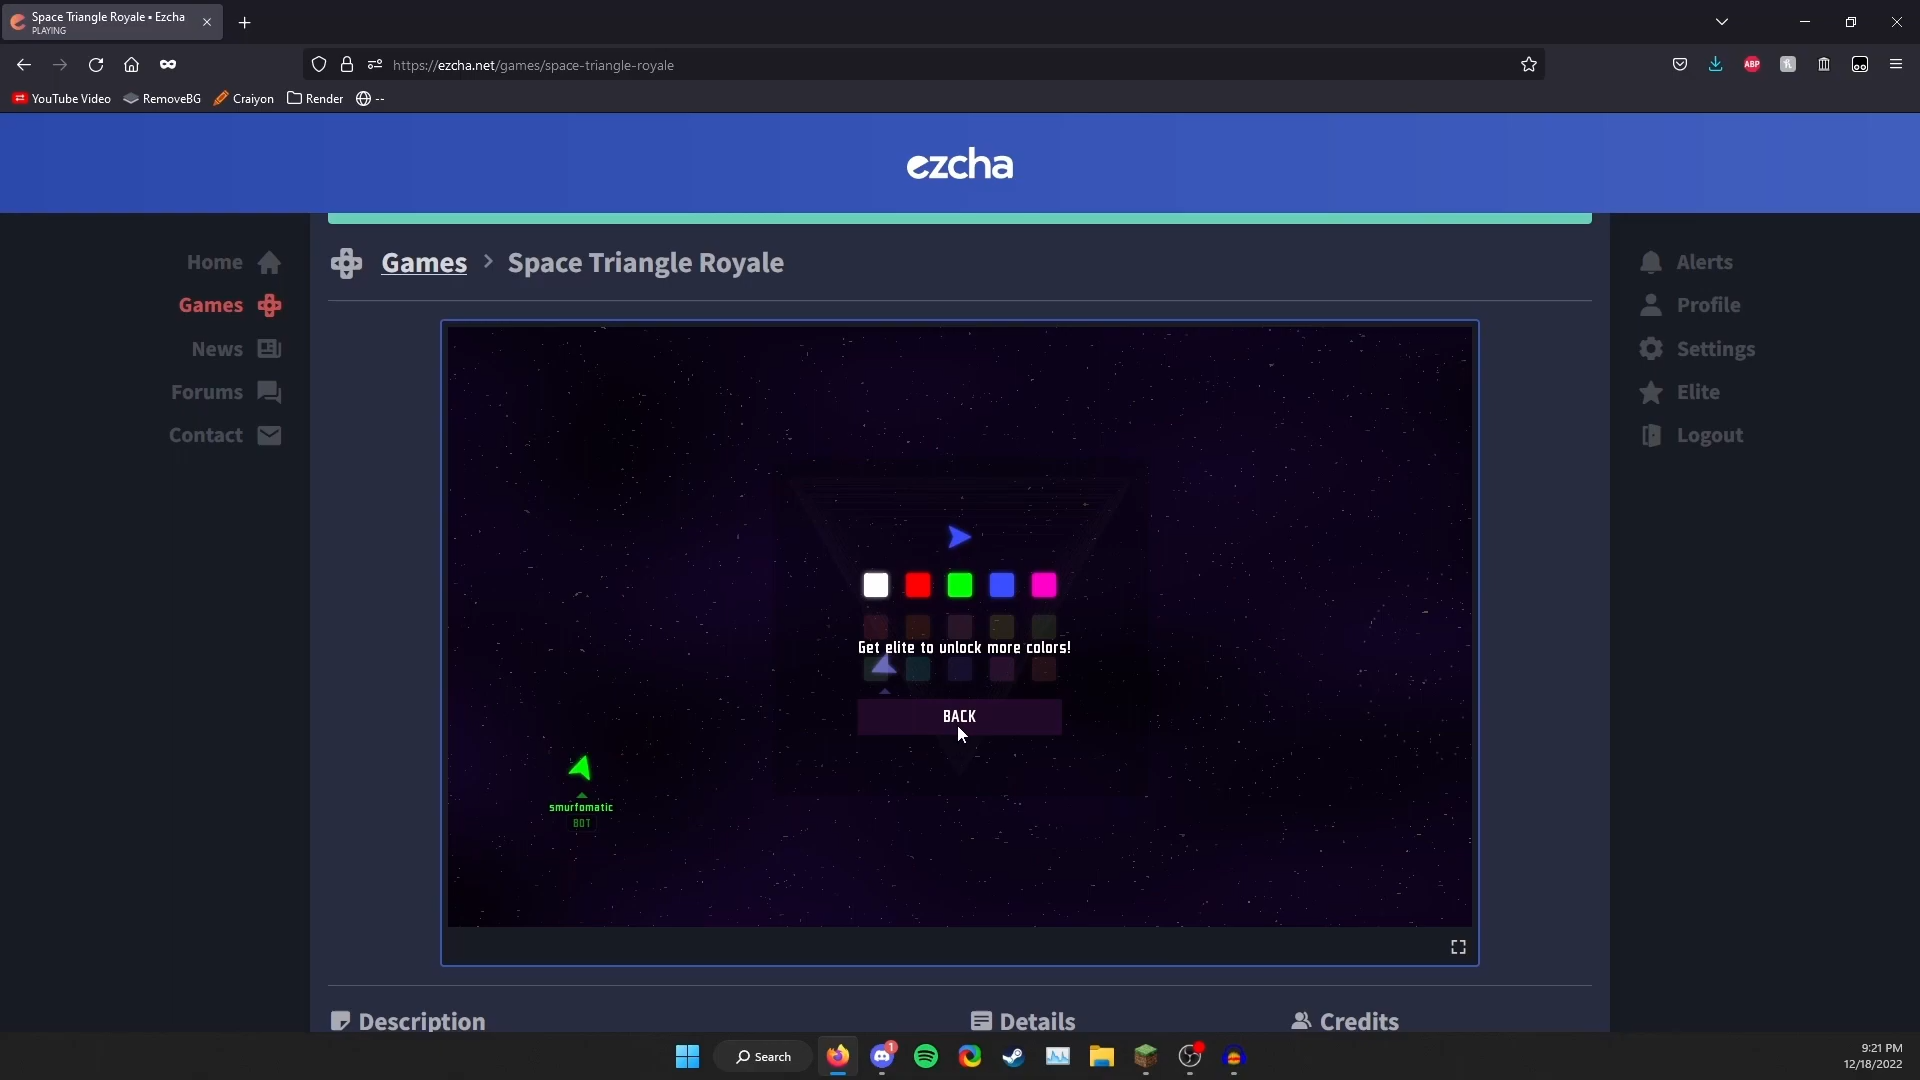 Space Triangle Royale • Ezcha
PLAYING
https://ezcha.net/games/space-triangle-royale
ABP
YouTube Video
RemoveBG
Craiyon
Render
--
ezcha
Home
Games
News
Forums
Contact
Games > Space Triangle Royale
Alerts
Profile
Settings
Elite
Logout
Get elite to unlock more colors!
BACK
smurfomatic
BOT
Description
Details
Credits
Search
1
9:21 PM
12/18/2022